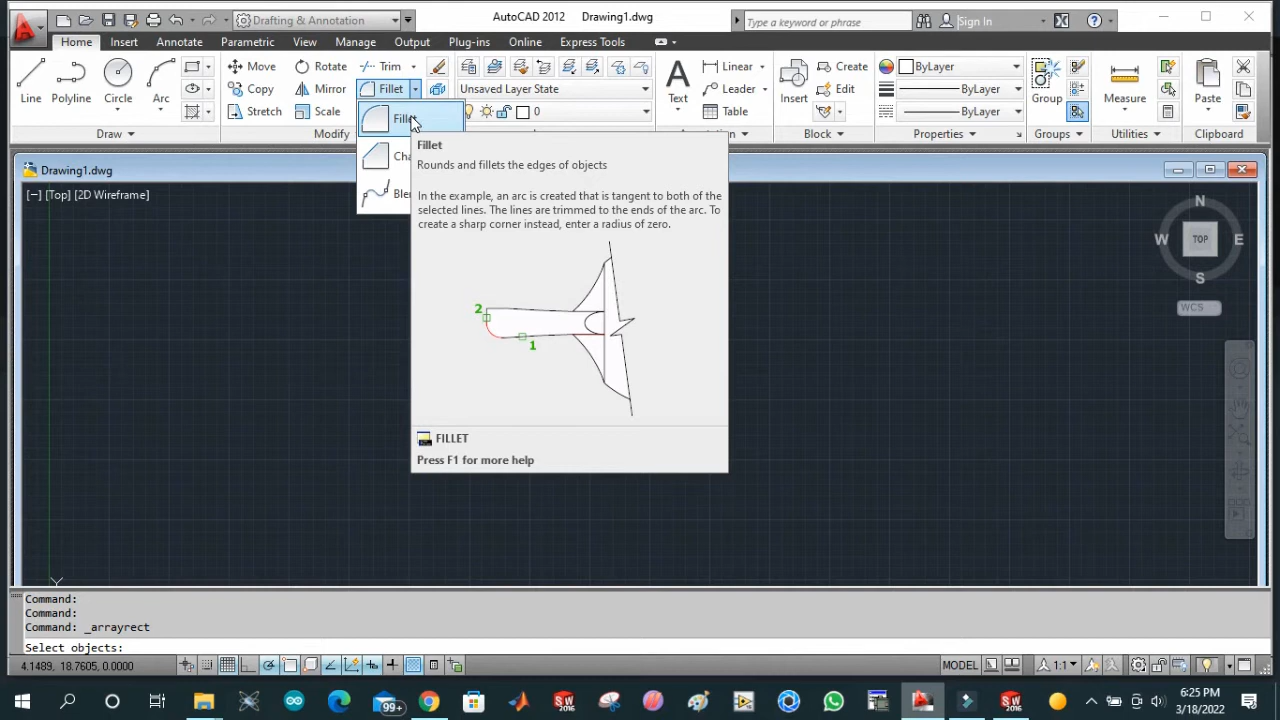 Drafting & Annotation
AutoCAD 2012 Drawing1.dwg
Type a keyword or phrase
Sign In
Home Insert Annotate Parametric View Manage Output Plug-ins Online Express Tools
Line
Polyline
Circle
Arc
Draw
Move
Copy
Stretch
Rotate
Mirror
Scale
Trim
Fillet
Modify
Unsaved Layer State
0
Text
Linear
Leader
Table
Insert
Create
Edit
Block
ByLayer
ByLayer
ByLayer
Properties
Group
Groups
Measure
Utilities
Paste
Clipboard
Drawing1.dwg
[−] [Top] [2D Wireframe]
Fillet
Rounds and fillets the edges of objects
In the example, an arc is created that is tangent to both of the
selected lines. The lines are trimmed to the ends of the arc. To
create a sharp corner instead, enter a radius of zero.
2
1
FILLET
Press F1 for more help
N
W TOP E
S
WCS
Y
Command:
Command:
Command: _arrayrect
Select objects:
4.1489, 18.7605, 0.0000
MODEL
1:1
99+
SW
2016
SW
2016
6:25 PM
3/18/2022